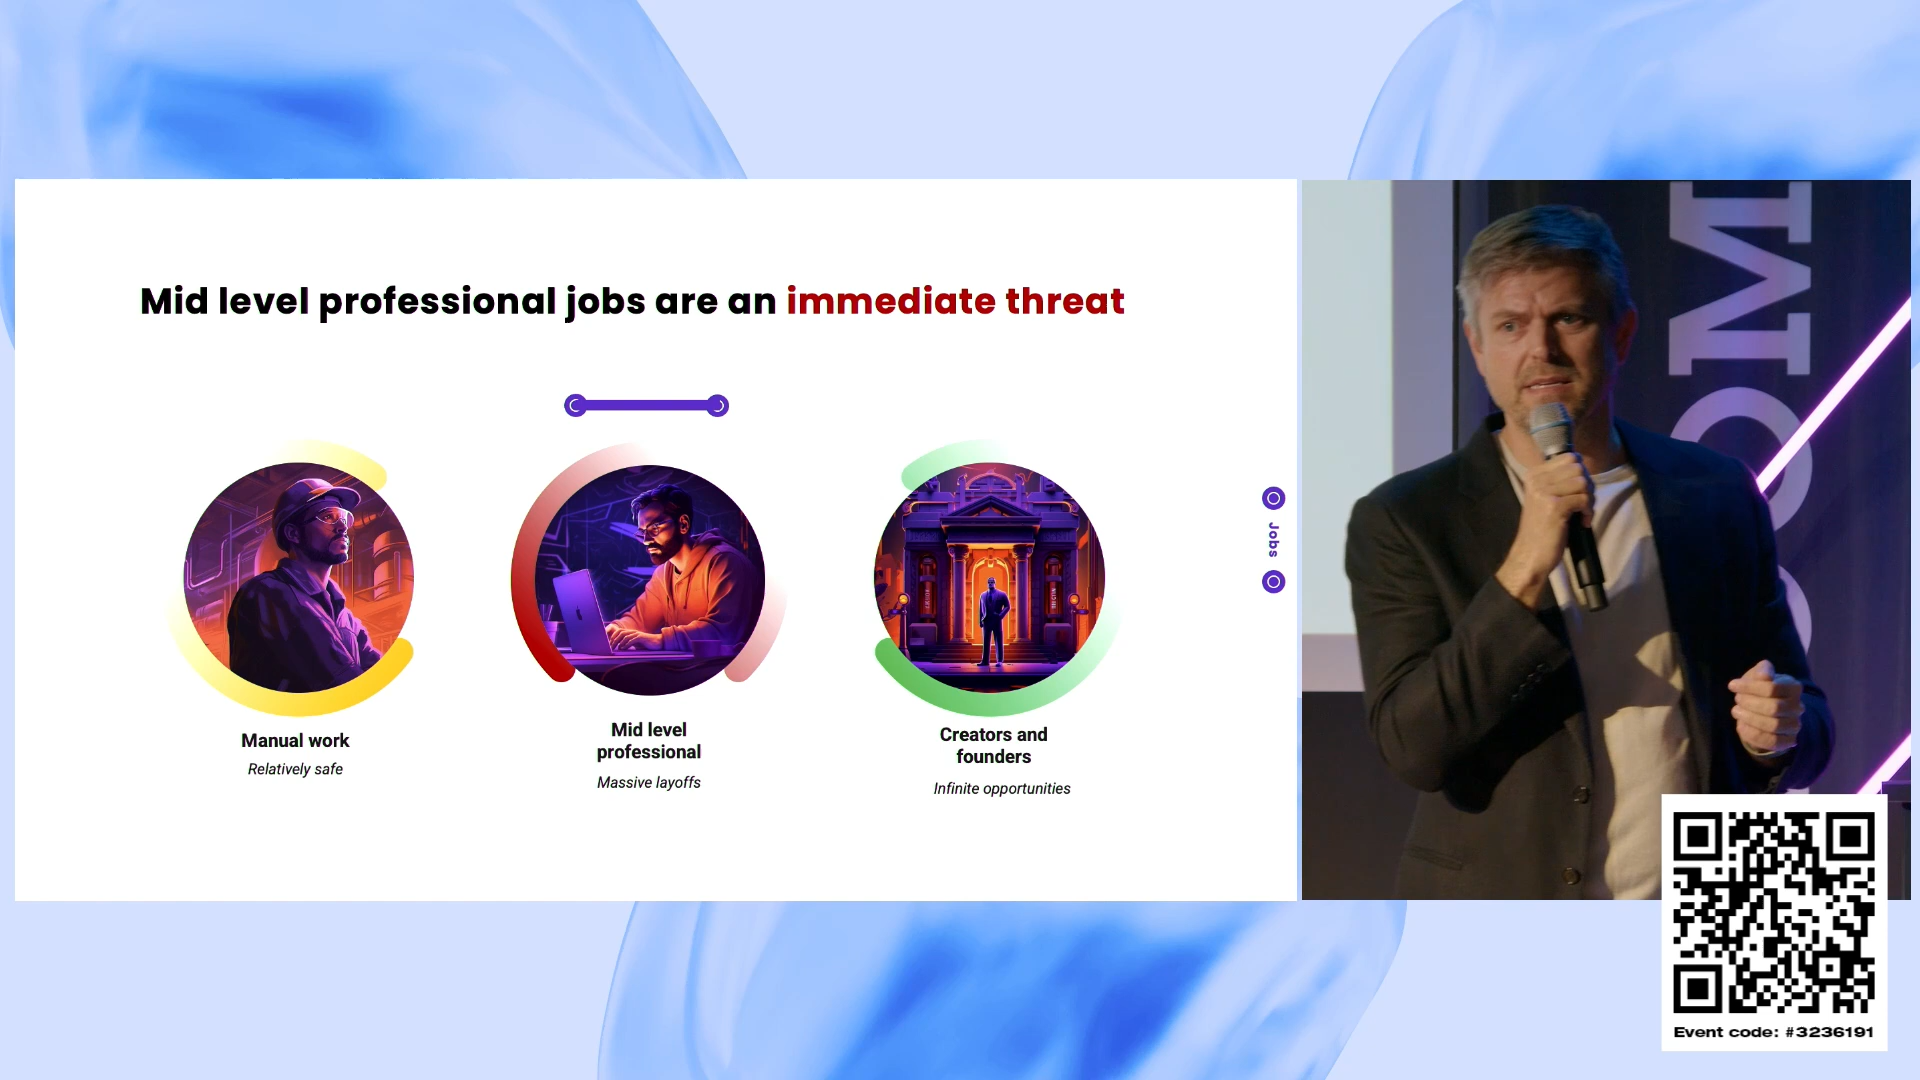 Mid level professional jobs are an immediate threat
Manual work
Relatively safe
Mid level
professional
Massive layoffs
Creators and
founders
Infinite opportunities
Jobs
Event code: #3236191